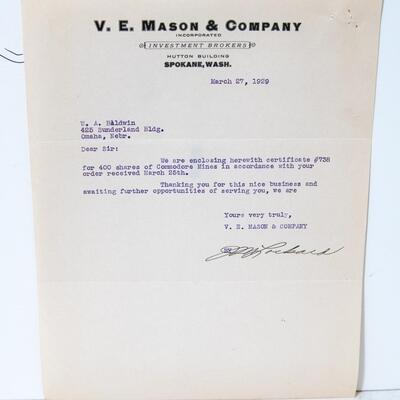 V. E. MASON & COMPANY
INCORPORATED
INVESTMENT BROKERS
HUTTON BUILDING
SPOKANE, WASH.
March 27, 1929
W. A. Baldwin
425 Sunderland Bldg.
Omaha, Nebr.
Dear Sir:
We are enclosing herewith certificate #738
for 400 shares of Commodore Mines in accordance with your
order received March 25th.
Thanking you for this nice business and
awaiting further opportunities of serving you, we are
Yours very truly,
V. E. MASON & COMPANY